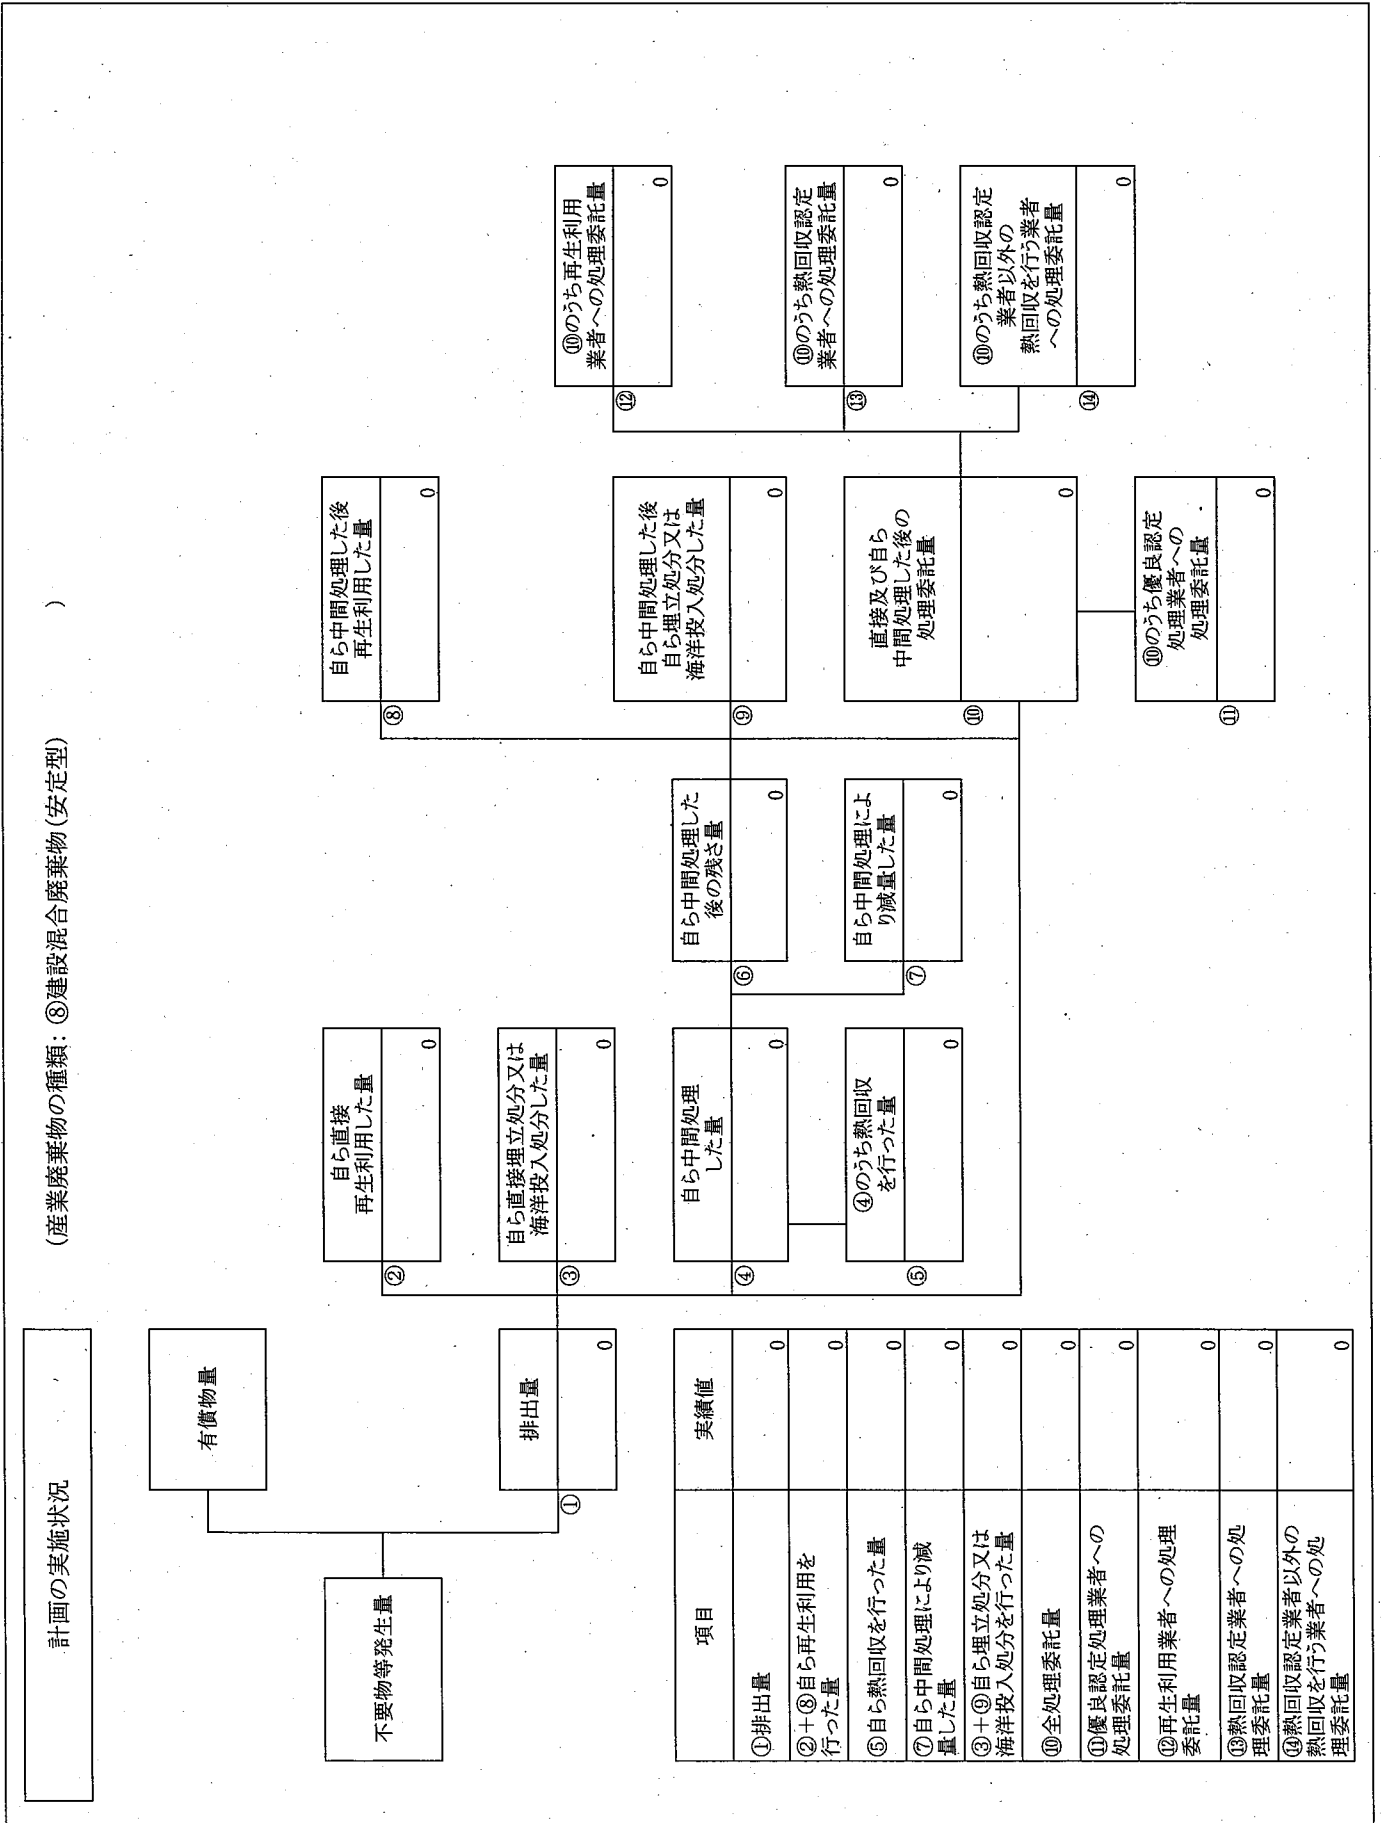 計画の実施状況
(産業廃棄物の種類：⑧建設混合廃棄物(安定型)
)
不要物等発生量
有償物量
排出量
①
0
自ら直接
再生利用した量
②
0
自ら直接埋立処分又は
海洋投入処分した量
③
0
自ら中間処理
した量
④
0
④のうち熱回収
を行った量
⑤
0
自ら中間処理した
後の残さ量
⑥
0
自ら中間処理によ
り減量した量
⑦
0
自ら中間処理した後
再生利用した量
⑧
0
自ら中間処理した後
自ら埋立処分又は
海洋投入処分した量
⑨
0
直接及び自ら
中間処理した後の
処理委託量
⑩
0
⑩のうち優良認定
処理業者への
処理委託量
⑪
0
⑩のうち再生利用
業者への処理委託量
⑫
0
⑩のうち熱回収認定
業者への処理委託量
⑬
0
⑩のうち熱回収認定
業者以外の
熱回収を行う業者
への処理委託量
⑭
0
項目 実績値
①排出量 0
②＋⑧自ら再生利用を
行った量 0
⑤自ら熱回収を行った量 0
⑦自ら中間処理により減
量した量 0
③＋⑨自ら埋立処分又は
海洋投入処分を行った量 0
⑩全処理委託量 0
⑪優良認定処理業者への
処理委託量 0
⑫再生利用業者への処理
委託量 0
⑬熱回収認定業者への処
理委託量 0
⑭熱回収認定業者以外の
熱回収を行う業者への処
理委託量 0